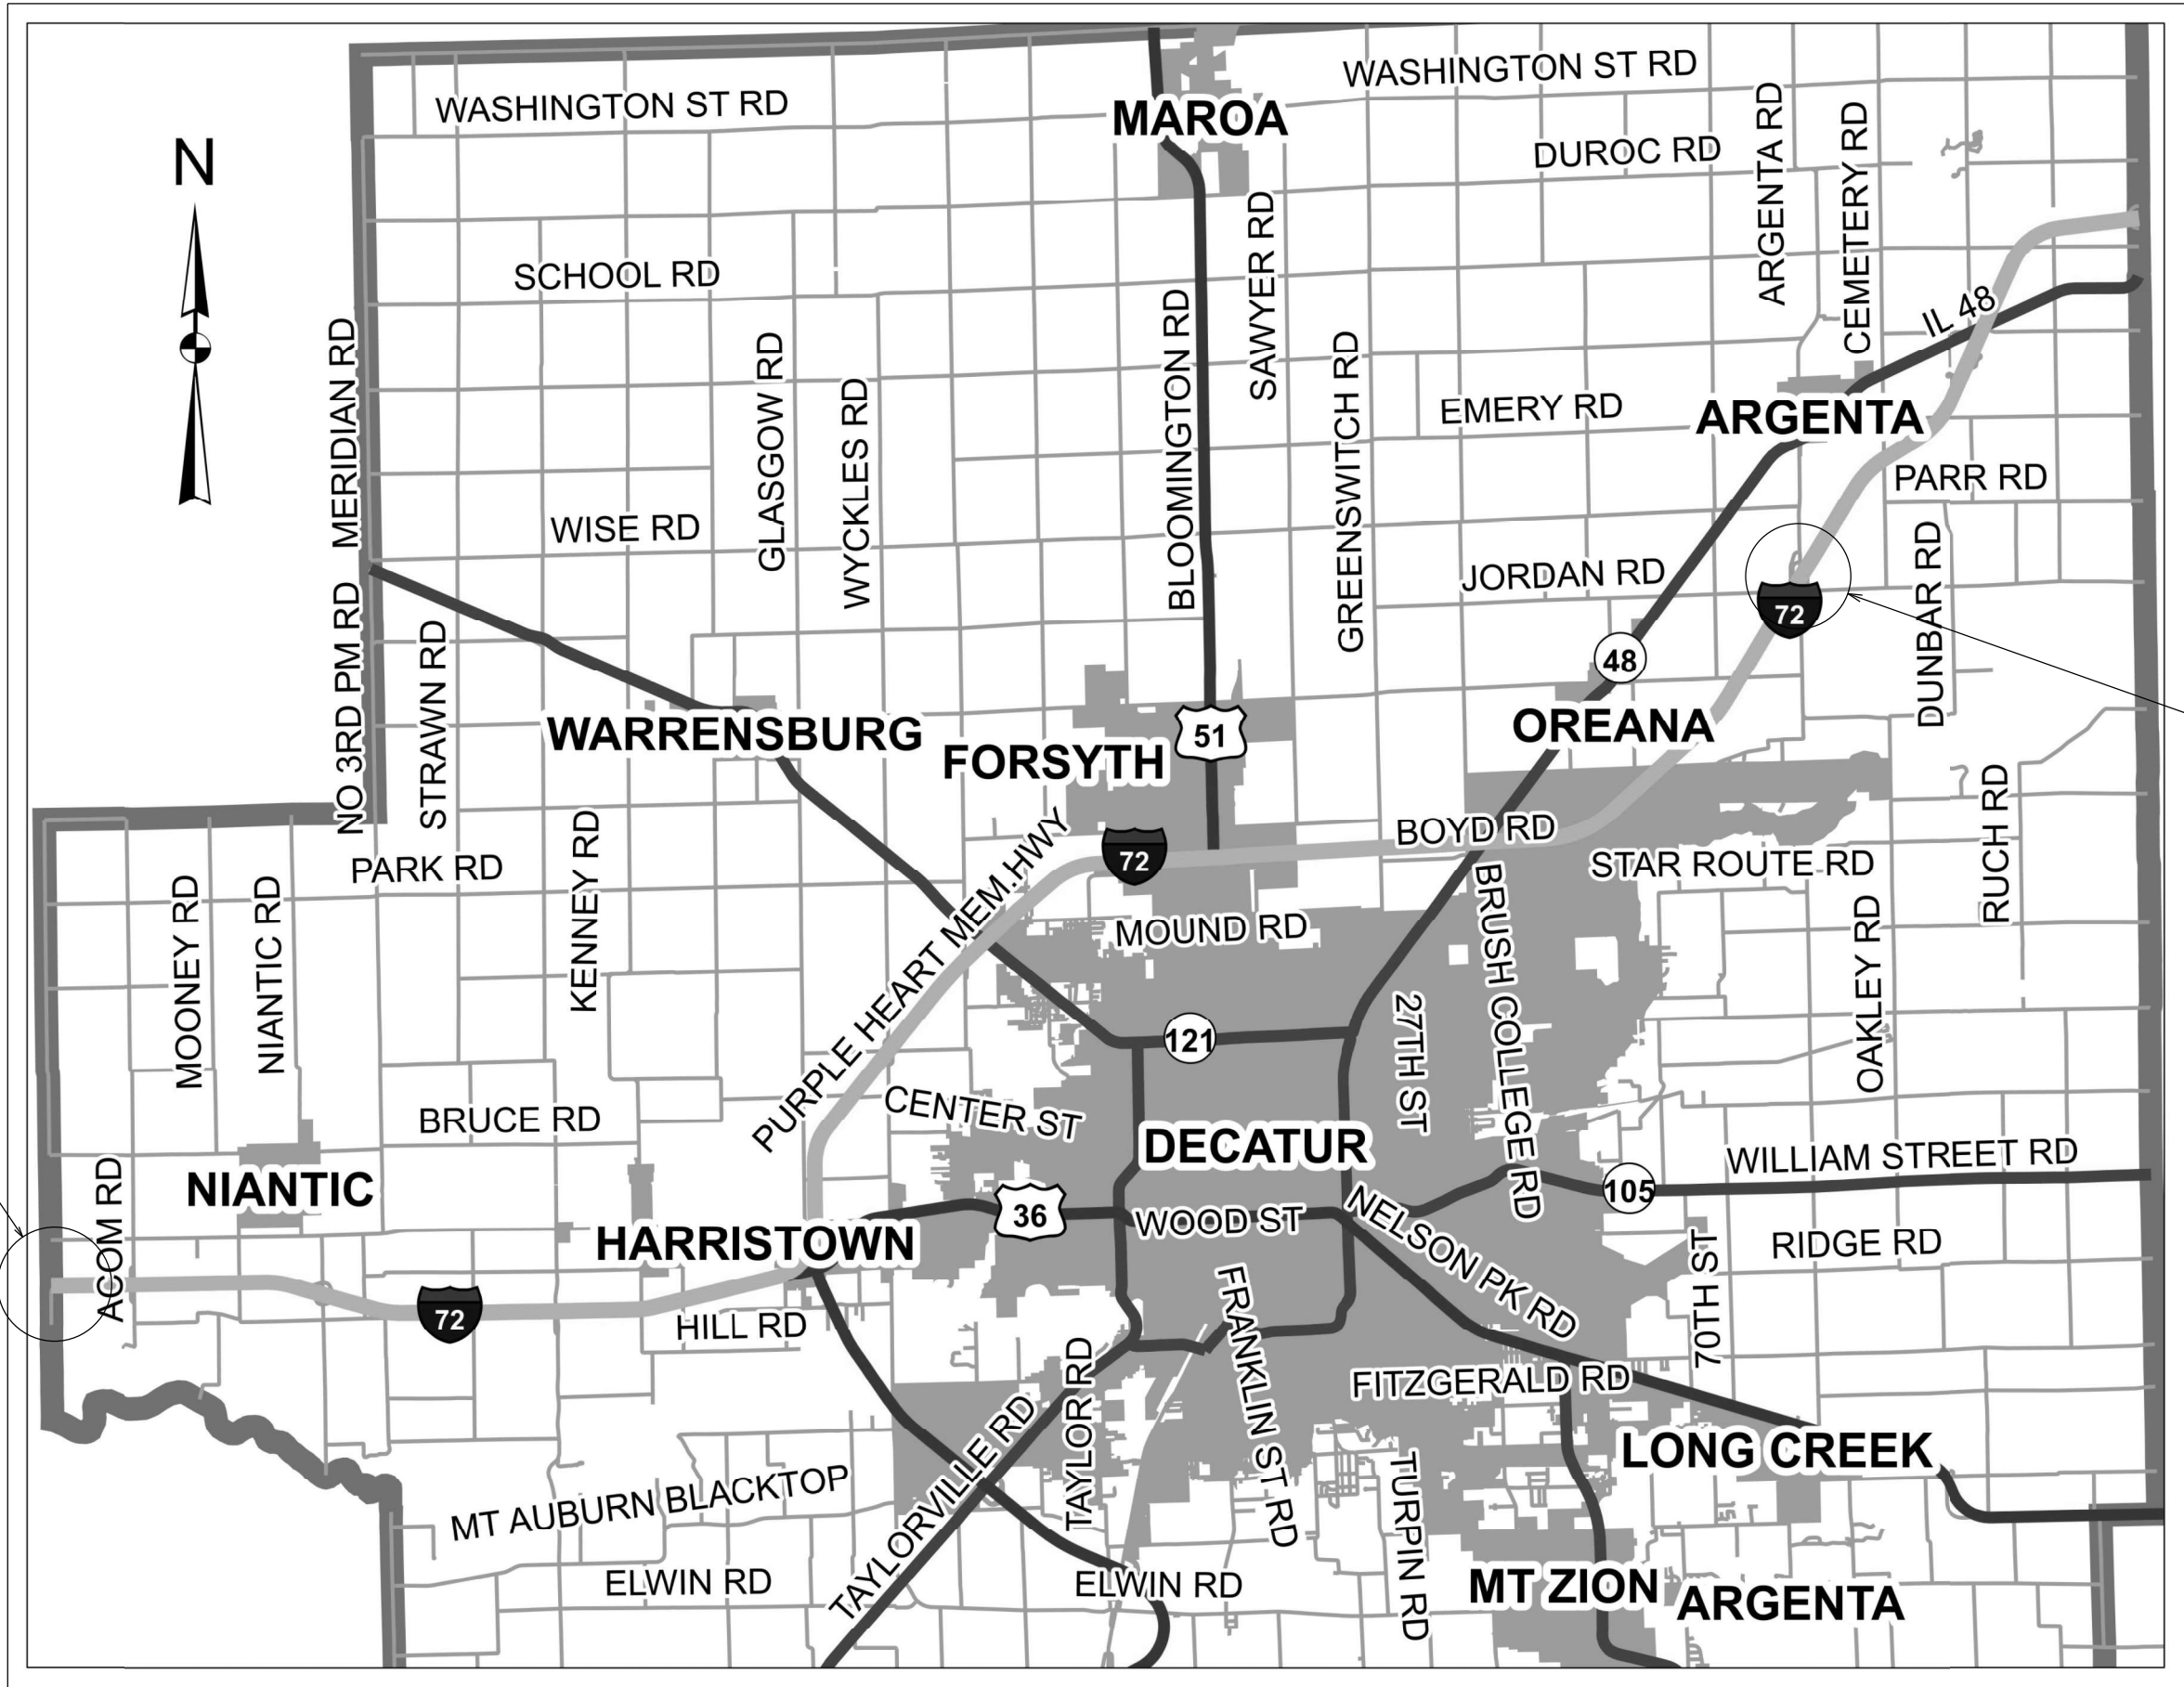 WASHINGTON ST RD
WASHINGTON ST RD
MAROA
N
DUROC RD
ARGENTA RD
CEMETERY RD
SCHOOL RD
SAWYER RD
IL 48
MERIDIAN RD
GLASGOW RD
WYCKLES RD
BLOOMINGTON RD
GREENSWITCH RD
EMERY RD
ARGENTA
PARR RD
WISE RD
JORDAN RD
72
DUNBAR RD
NO 3RD PM RD
STRAWN RD
48
WARRENSBURG
FORSYTH
51
OREANA
PARK RD
KENNEY RD
PURPLE HEART MEM.HWY
72
BOYD RD
STAR ROUTE RD
RUCH RD
MOONEY RD
NIANTIC RD
MOUND RD
BRUSH COLLEGE RD
OAKLEY RD
121
27TH ST
BRUCE RD
CENTER ST
DECATUR
WILLIAM STREET RD
ACOM RD
NIANTIC
105
36
WOOD ST
NELSON PK RD
HARRISTOWN
RIDGE RD
70TH ST
72
HILL RD
TAYLOR RD
FRANKLIN ST RD
FITZGERALD RD
LONG CREEK
MT AUBURN BLACKTOP
TAYLORVILLE RD
TURPIN RD
ELWIN RD
ELWIN RD
MT ZION
ARGENTA